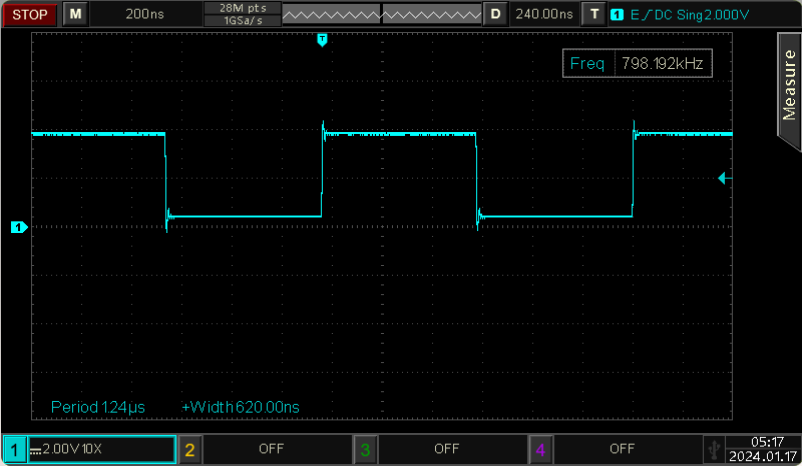 STOP M 200ns 28M pts D 240.00ns T 1 E DC Sing 2.000V
1GSa/s
T
Freq 798.192kHz
Measure
1
Period 1.24μs +Width 620.00ns
1 2.00V 10X 2 OFF 3 OFF 4 OFF 05:17
2024.01.17